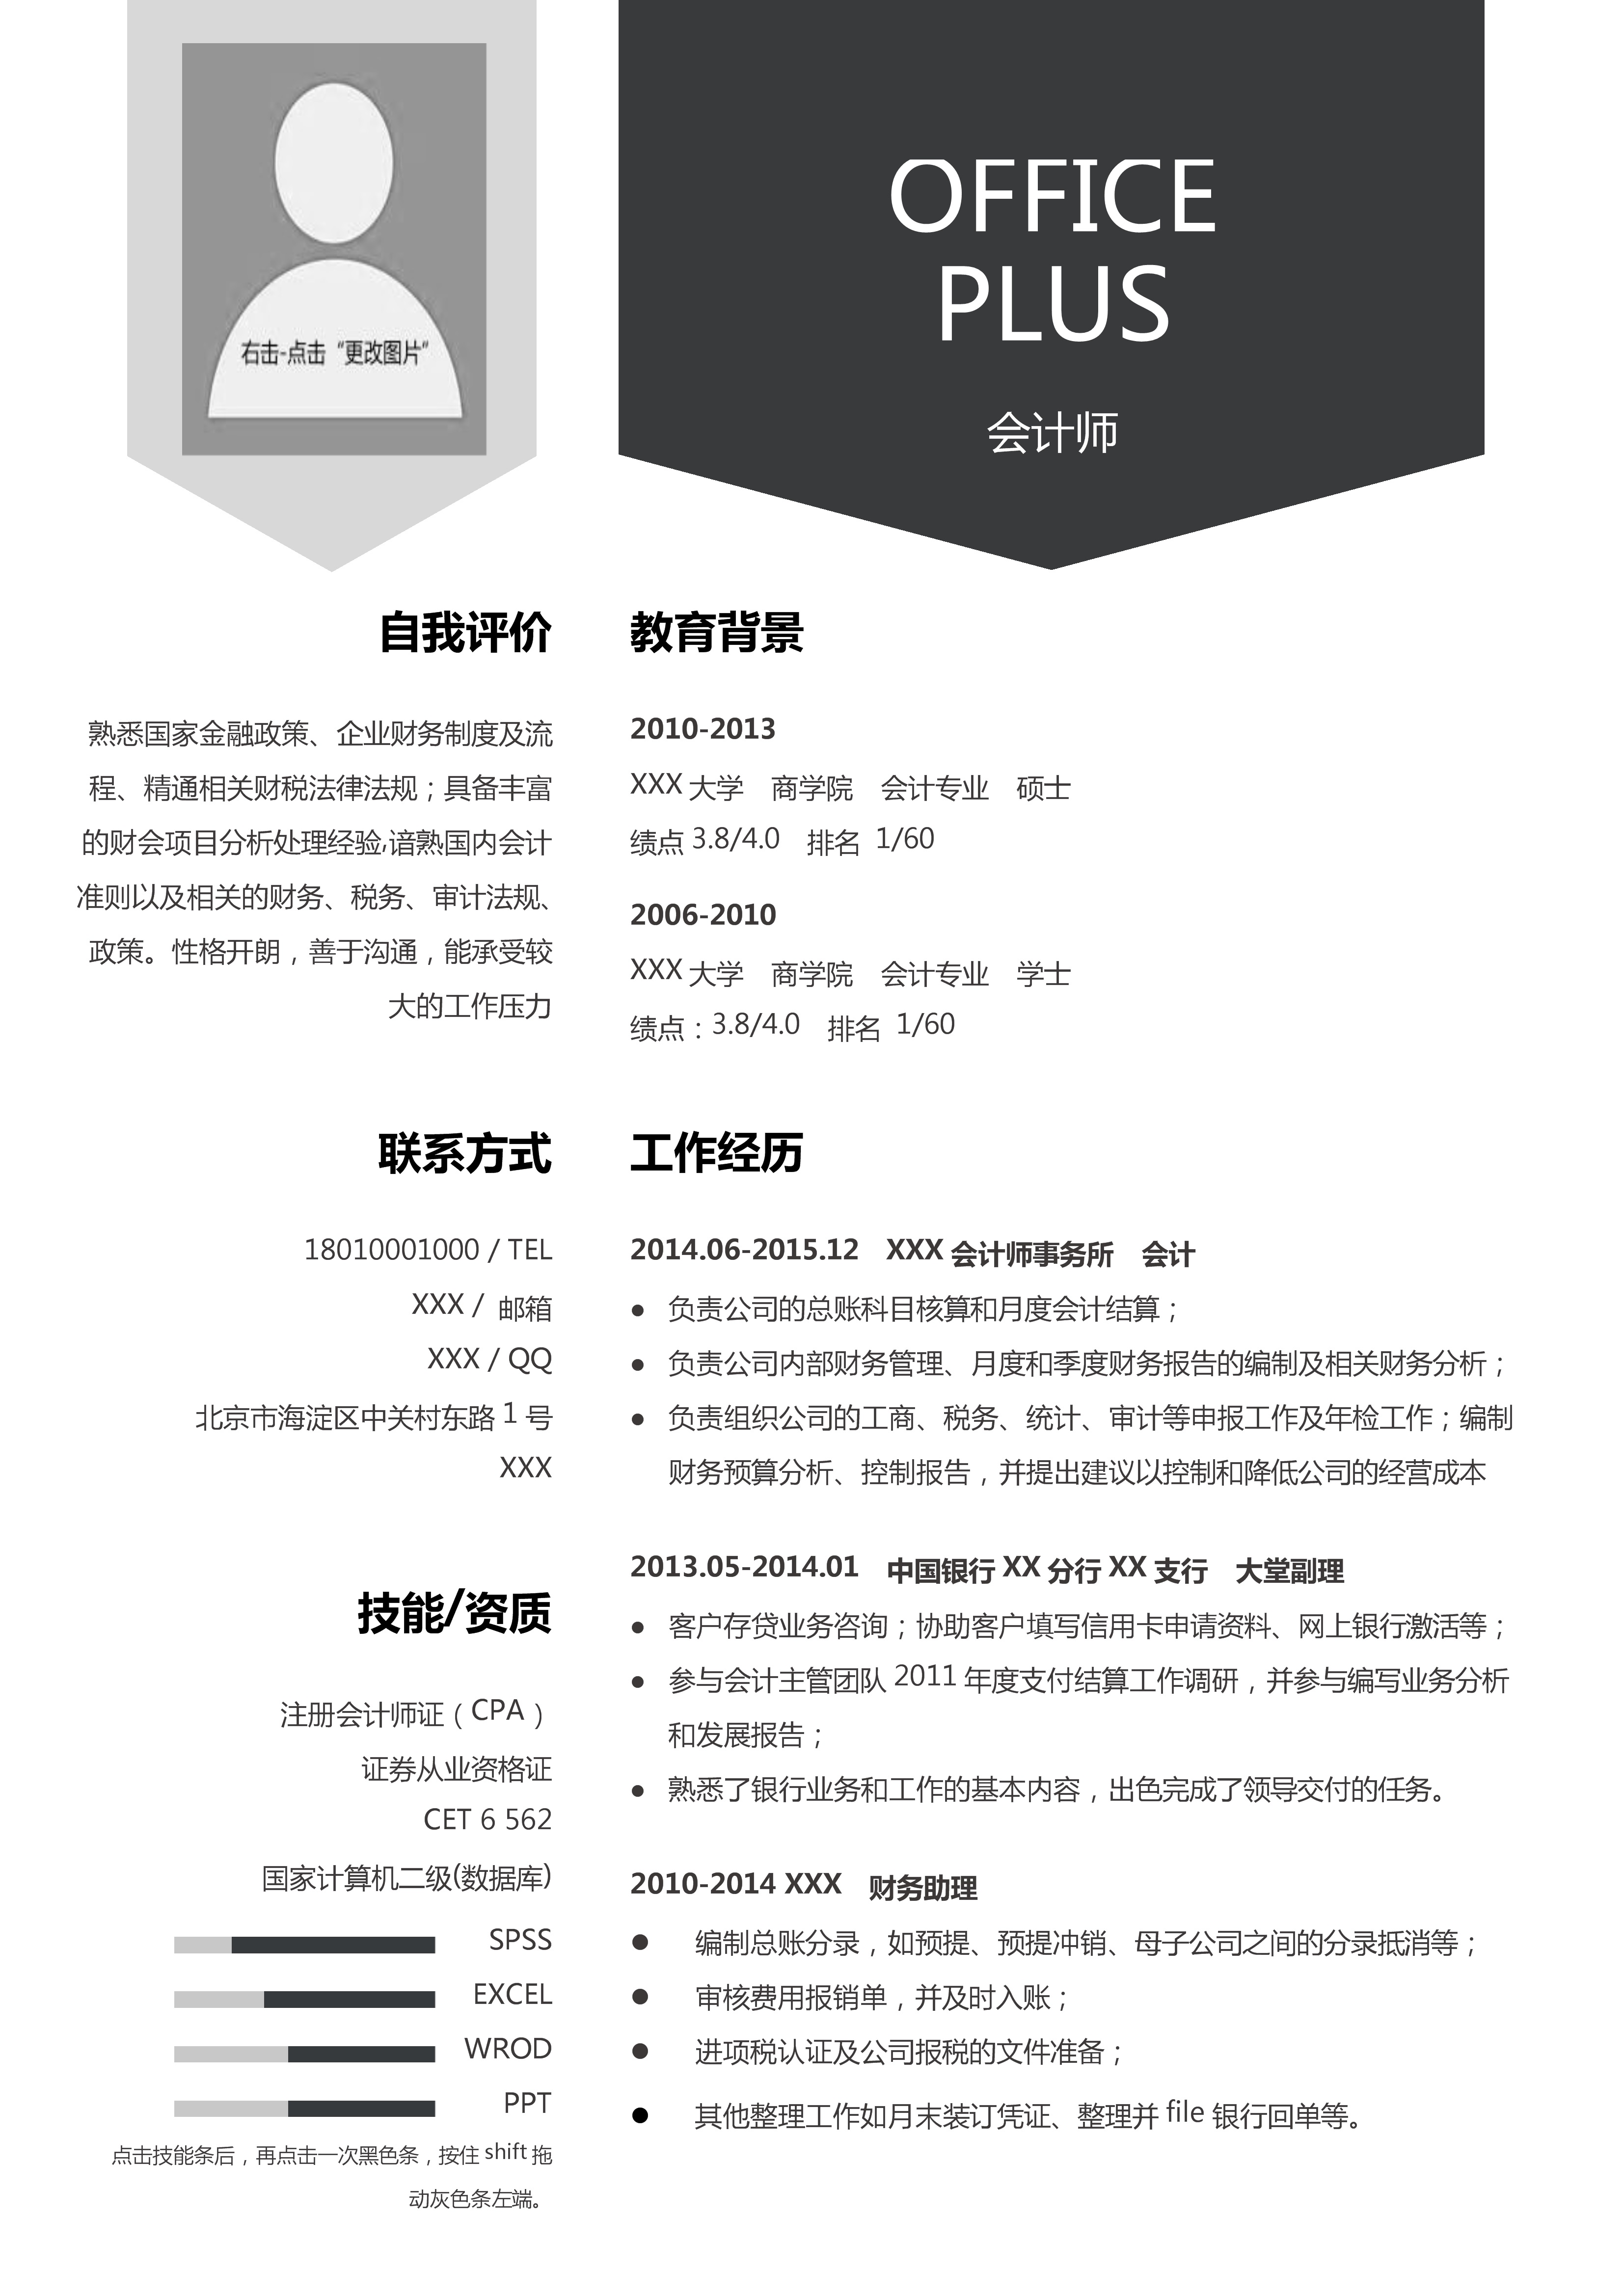 右击-点击“更改图片”
OFFICE
PLUS
会计师
自我评价
熟悉国家金融政策、企业财务制度及流
程、精通相关财税法律法规；具备丰富
的财会项目分析处理经验,谙熟国内会计
准则以及相关的财务、税务、审计法规、
政策。性格开朗，善于沟通，能承受较
大的工作压力
联系方式
18010001000 / TEL
XXX / 邮箱
XXX / QQ
北京市海淀区中关村东路 1 号
XXX
技能/资质
注册会计师证（CPA）
证券从业资格证
CET 6 562
国家计算机二级(数据库)
SPSS
EXCEL
WROD
PPT
点击技能条后，再点击一次黑色条，按住 shift 拖
动灰色条左端。
教育背景
2010-2013
XXX 大学 商学院 会计专业 硕士
绩点 3.8/4.0 排名 1/60
2006-2010
XXX 大学 商学院 会计专业 学士
绩点：3.8/4.0 排名 1/60
工作经历
2014.06-2015.12 XXX 会计师事务所 会计
● 负责公司的总账科目核算和月度会计结算；
● 负责公司内部财务管理、月度和季度财务报告的编制及相关财务分析；
● 负责组织公司的工商、税务、统计、审计等申报工作及年检工作；编制
财务预算分析、控制报告，并提出建议以控制和降低公司的经营成本
2013.05-2014.01 中国银行 XX 分行 XX 支行 大堂副理
● 客户存贷业务咨询；协助客户填写信用卡申请资料、网上银行激活等；
● 参与会计主管团队 2011 年度支付结算工作调研，并参与编写业务分析
和发展报告；
● 熟悉了银行业务和工作的基本内容，出色完成了领导交付的任务。
2010-2014 XXX 财务助理
● 编制总账分录，如预提、预提冲销、母子公司之间的分录抵消等；
● 审核费用报销单，并及时入账；
● 进项税认证及公司报税的文件准备；
● 其他整理工作如月末装订凭证、整理并 file 银行回单等。